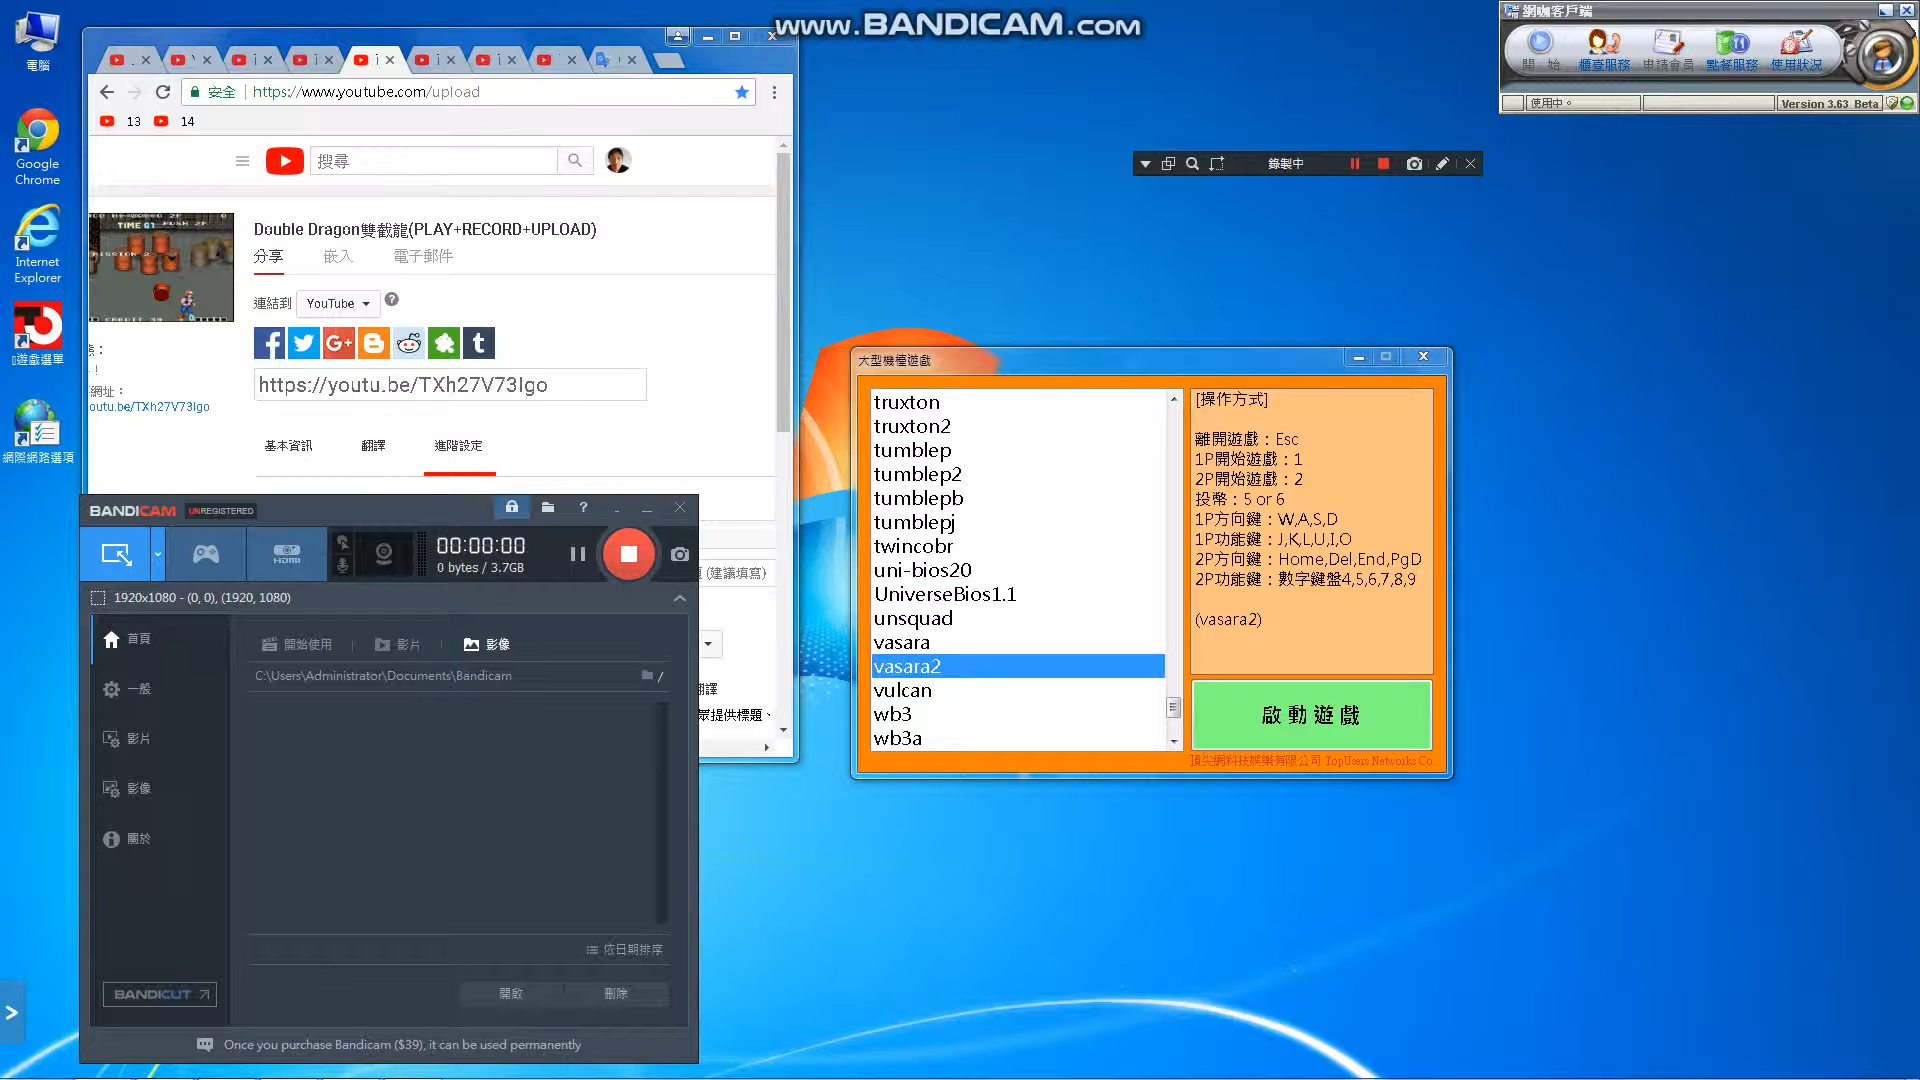 www.BANDICAM.com
電腦
Google
Chrome
Internet
Explorer
遊戲選單
網際網路選項
安全
https://www.youtube.com/upload
13
14
搜尋
TIME 61
PUSH 2P
Double Dragon雙截龍(PLAY+RECORD+UPLOAD)
分享
嵌入
電子郵件
連結到
YouTube
https://youtu.be/TXh27V73Igo
網址：
outu.be/TXh27V73Igo
基本資訊
翻譯
進階設定
(建議填寫)
翻譯
眾提供標題、
BANDICAM
UNREGISTERED
HDMI
00:00:00
0 bytes / 3.7GB
1920x1080 - (0, 0), (1920, 1080)
首頁
一般
影片
影像
關於
開始使用
影片
影像
C:\Users\Administrator\Documents\Bandicam
依日期排序
開啟
刪除
BANDICUT
Once you purchase Bandicam ($39), it can be used permanently
錄製中
網咖客戶端
開 始
櫃臺服務
申請會員
點餐服務
使用狀況
使用中。
Version 3.63 Beta
大型機檯遊戲
truxton
truxton2
tumblep
tumblep2
tumblepb
tumblepj
twincobr
uni-bios20
UniverseBios1.1
unsquad
vasara
vasara2
vulcan
wb3
wb3a
[操作方式]
離開遊戲：Esc
1P開始遊戲：1
2P開始遊戲：2
投幣：5 or 6
1P方向鍵：W,A,S,D
1P功能鍵：J,K,L,U,I,O
2P方向鍵：Home,Del,End,PgD
2P功能鍵：數字鍵盤4,5,6,7,8,9
(vasara2)
啟動遊戲
頂尖網科技娛樂有限公司 TopUsers Networks Co.